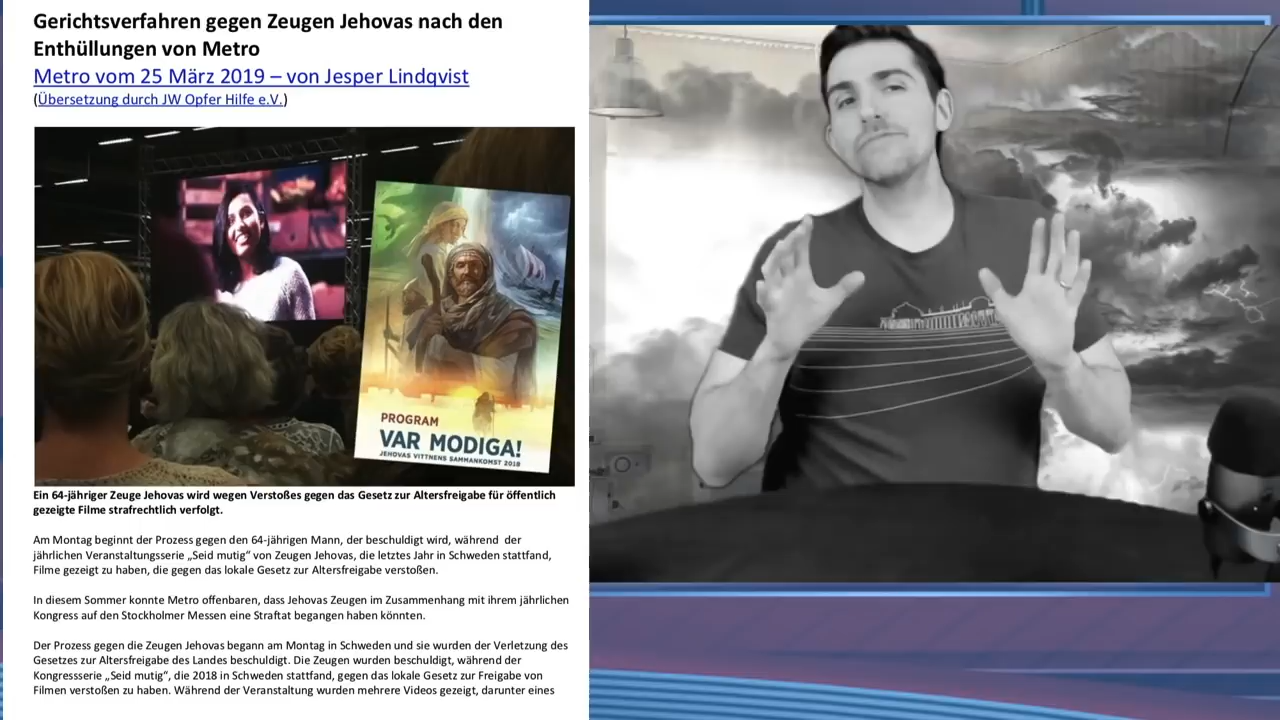 Gerichtsverfahren gegen Zeugen Jehovas nach den
Enthüllungen von Metro
Metro vom 25 März 2019 – von Jesper Lindqvist
(Übersetzung durch JW Opfer Hilfe e.V.)
PROGRAM
VAR MODIGA!
JEHOVAS VITTNENS SAMMANKOMST 2018
Ein 64-jähriger Zeuge Jehovas wird wegen Verstoßes gegen das Gesetz zur Altersfreigabe für öffentlich
gezeigte Filme strafrechtlich verfolgt.
Am Montag beginnt der Prozess gegen den 64-jährigen Mann, der beschuldigt wird, während der
jährlichen Veranstaltungsserie „Seid mutig" von Zeugen Jehovas, die letztes Jahr in Schweden stattfand,
Filme gezeigt zu haben, die gegen das lokale Gesetz zur Altersfreigabe verstoßen.
In diesem Sommer konnte Metro offenbaren, dass Jehovas Zeugen im Zusammenhang mit ihrem jährlichen
Kongress auf den Stockholmer Messen eine Straftat begangen haben könnten.
Der Prozess gegen die Zeugen Jehovas begann am Montag in Schweden und sie wurden der Verletzung des
Gesetzes zur Altersfreigabe des Landes beschuldigt. Die Zeugen wurden beschuldigt, während der
Kongressserie „Seid mutig", die 2018 in Schweden stattfand, gegen das lokale Gesetz zur Freigabe von
Filmen verstoßen zu haben. Während der Veranstaltung wurden mehrere Videos gezeigt, darunter eines